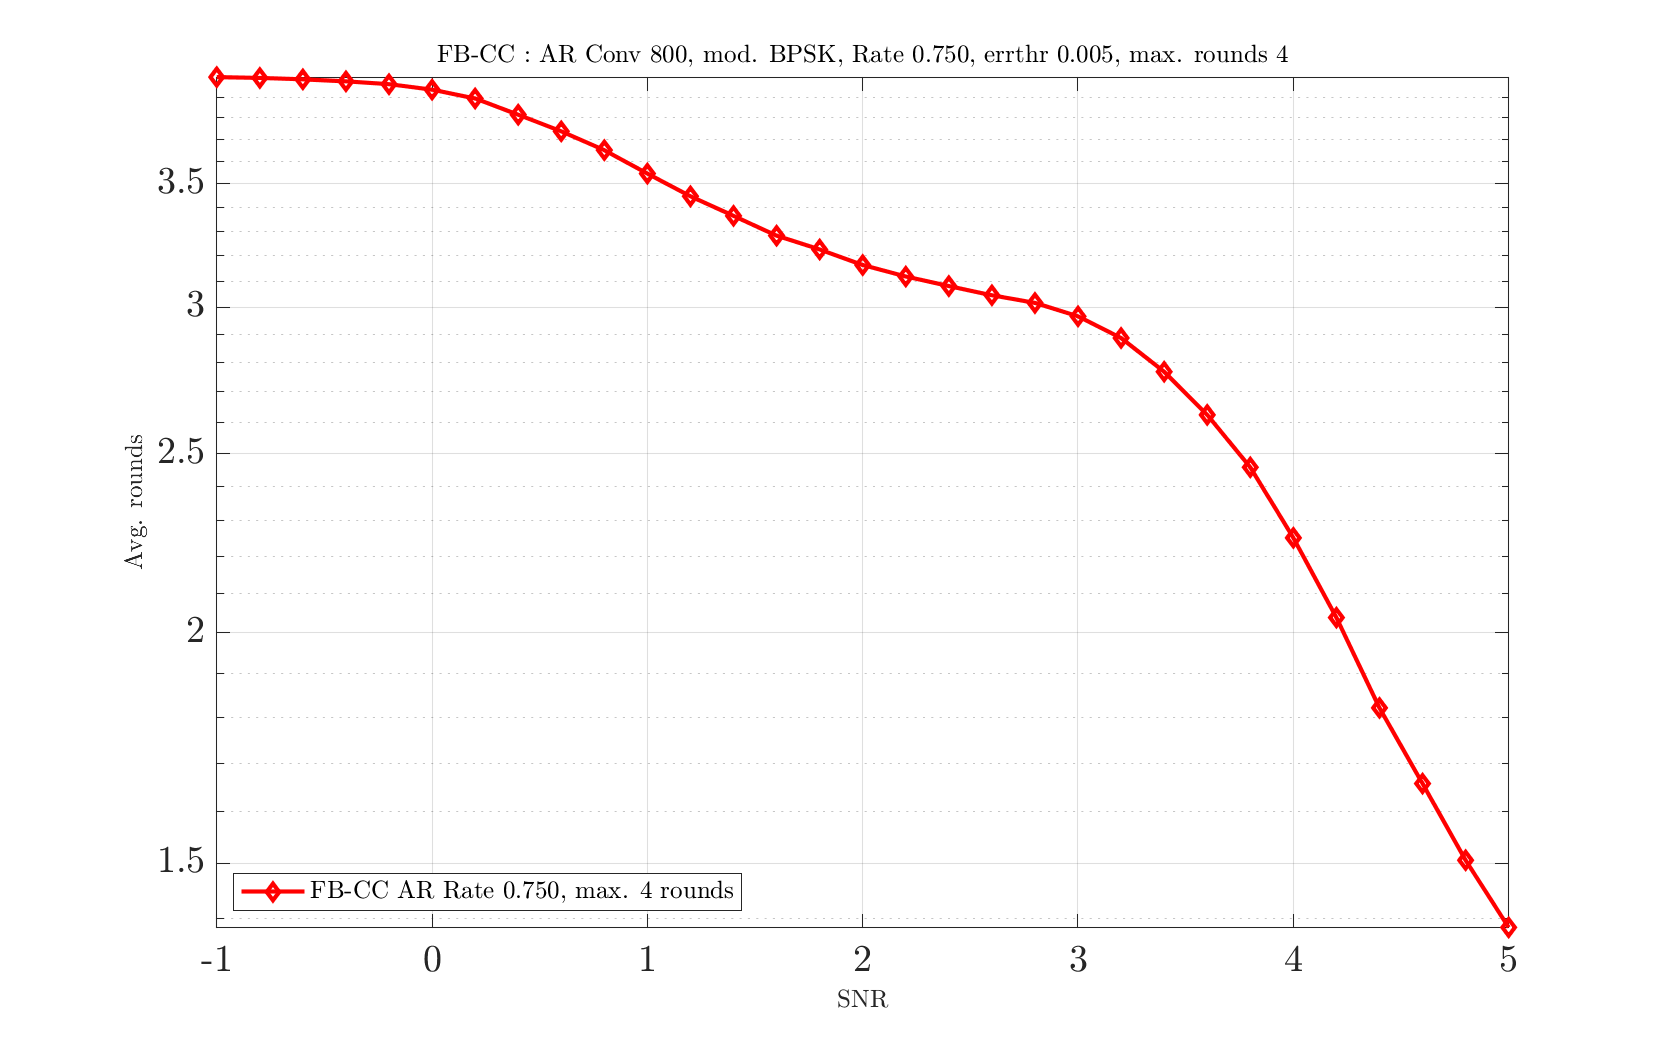 FB-CC : AR Conv 800, mod. BPSK, Rate 0.750, errthr 0.005, max. rounds 4
3.5
3
2.5
2
1.5
Avg. rounds
FB-CC AR Rate 0.750, max. 4 rounds
-1 0 1 2 3 4 5
SNR